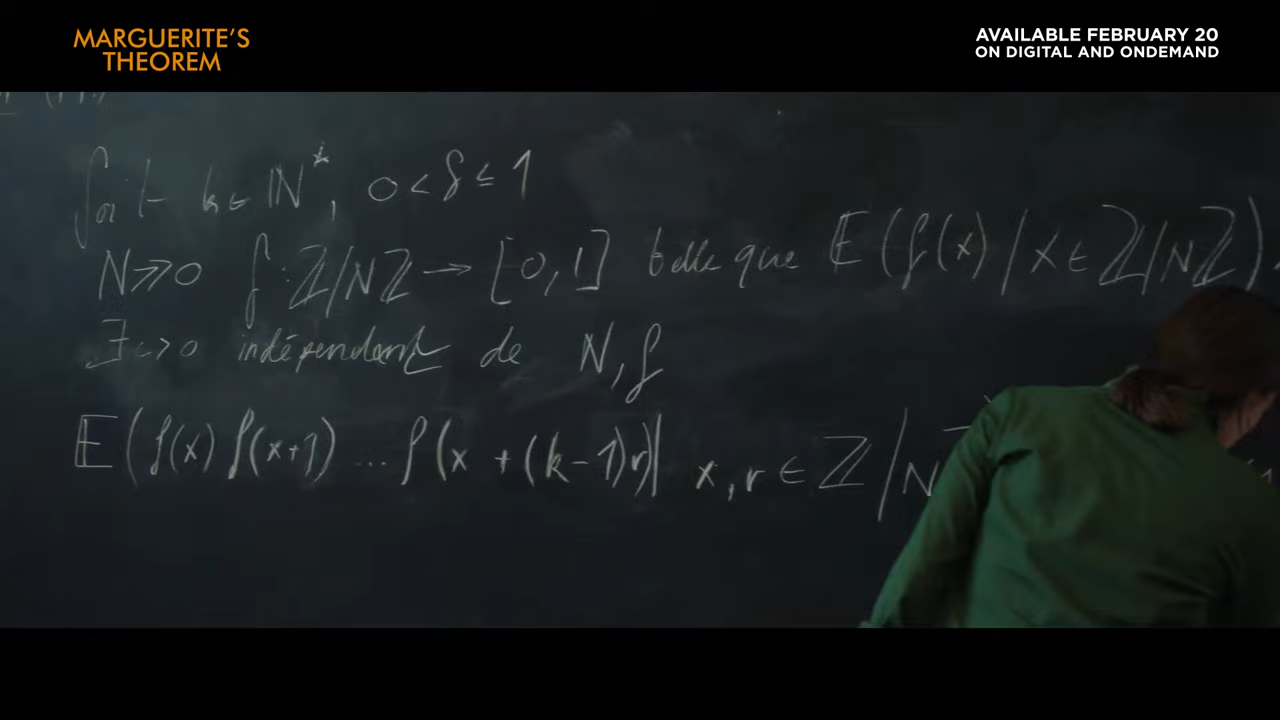 MARGUERITE'S
THEOREM
AVAILABLE FEBRUARY 20
ON DIGITAL AND ONDEMAND
Soit k ∈ ℕ*, 0 < δ ≤ 1
N ≫ 0 f : ℤ/Nℤ → [0,1] telle que 𝔼(f(x) | x ∈ ℤ/Nℤ)
∃ c > 0 indépendant de N, f
𝔼(f(x) f(x+1) ... f(x + (k-1)r)| x, r ∈ ℤ/N